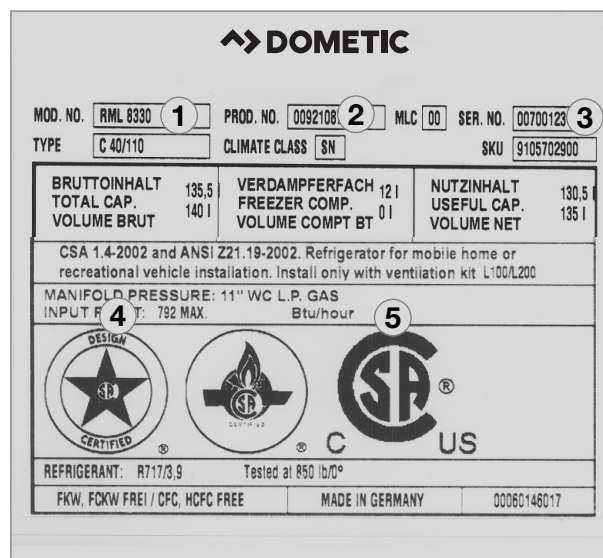 DOMETIC
MOD. NO. RML 8330 1 PROD. NO. 2 MLC 00 SER. NO. 3
TYPE C 40/110 CLIMATE CLASS SN SKU 9105702900
BRUTTOINHALT 135,5 l VERDAMPFERFACH 12 l NUTZINHALT 130,5 l
TOTAL CAP. 140 l FREEZER COMP. 0 l USEFUL CAP. 135 l
VOLUME BRUT VOLUME COMPT BT VOLUME NET
CSA 1.4-2002 and ANSI Z21.19-2002. Refrigerator for mobile home or
recreational vehicle installation. Install only with ventilation kit L100/L200
MANIFOLD PRESSURE: 11" WC L.P. GAS
INPUT 4 : 792 MAX. Btu/hour 5
DESIGN
CSA
CERTIFIED ®
CERTIFIED ®
CSA ®
C US
REFRIGERANT: R717/3,9 Tested at 850 lb/0°
FKW, FCKW FREI / CFC, HCFC FREE MADE IN GERMANY 00060146017